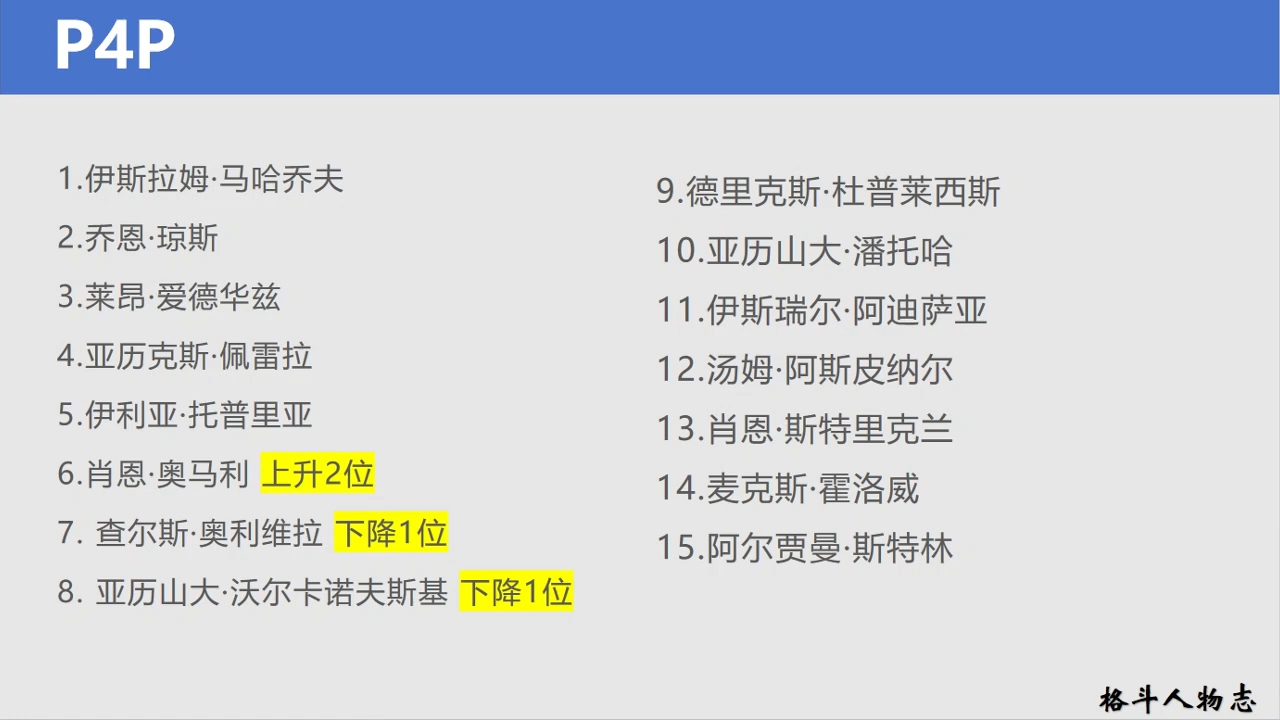 P4P
1.伊斯拉姆·马哈乔夫
2.乔恩·琼斯
3.莱昂·爱德华兹
4.亚历克斯·佩雷拉
5.伊利亚·托普里亚
6.肖恩·奥马利 上升2位
7. 查尔斯·奥利维拉 下降1位
8. 亚历山大·沃尔卡诺夫斯基 下降1位
9.德里克斯·杜普莱西斯
10.亚历山大·潘托哈
11.伊斯瑞尔·阿迪萨亚
12.汤姆·阿斯皮纳尔
13.肖恩·斯特里克兰
14.麦克斯·霍洛威
15.阿尔贾曼·斯特林
格斗人物志